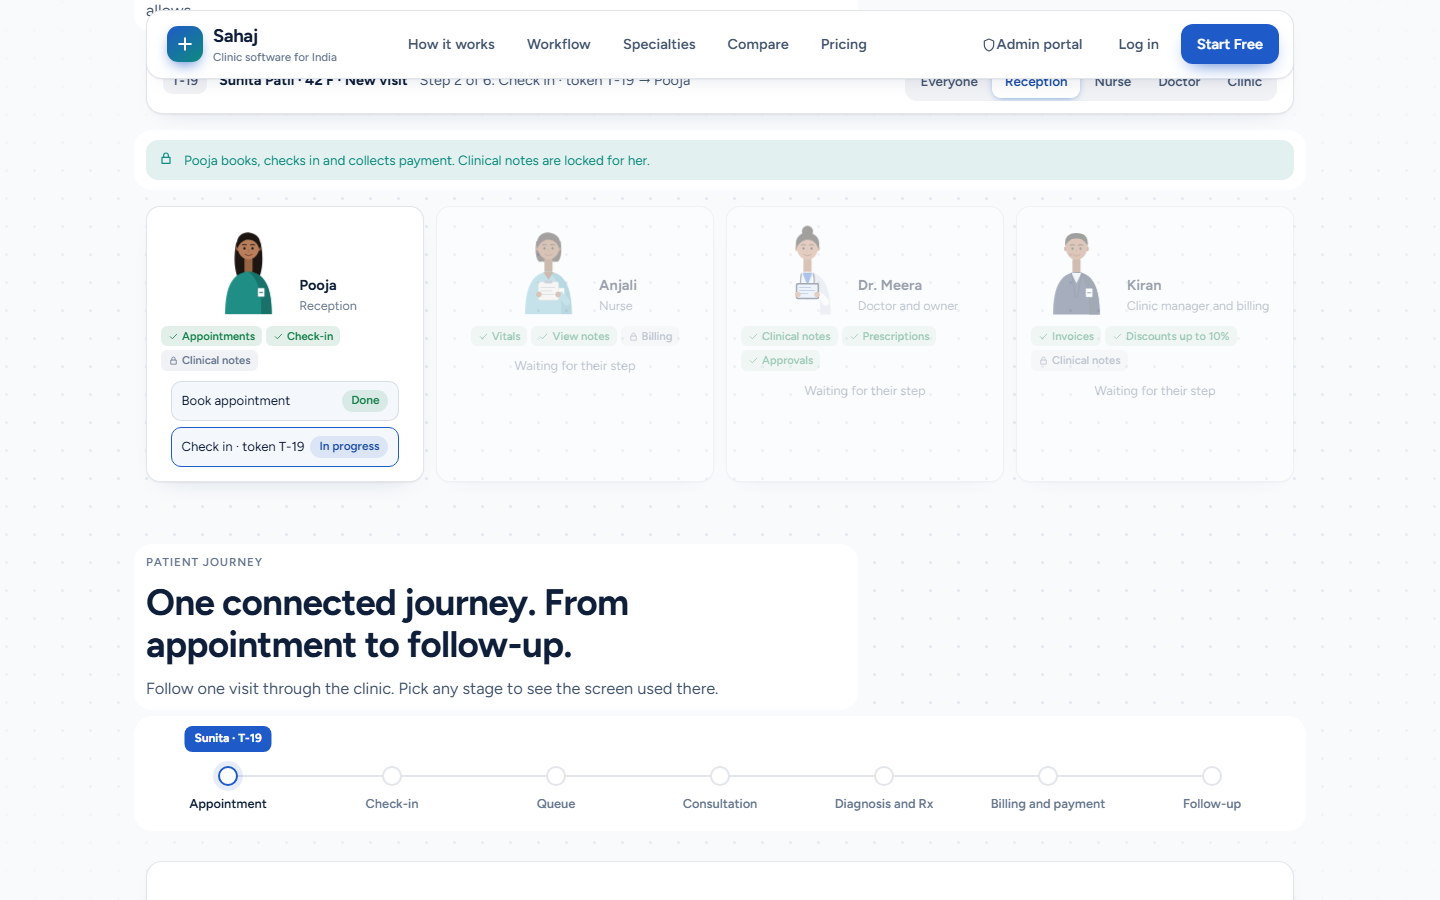 allows
Sahaj
Clinic software for India
How it works
Workflow
Specialties
Compare
Pricing
Admin portal
Log in
Start Free
T-19
Sunita Patil · 42 F · New visit
Step 2 of 6: Check in · token T-19 → Pooja
Everyone
Reception
Nurse
Doctor
Clinic
Pooja books, checks in and collects payment. Clinical notes are locked for her.
Pooja
Reception
Appointments
Check-in
Clinical notes
Book appointment
Done
Check in · token T-19
In progress
Anjali
Nurse
Vitals
View notes
Billing
Waiting for their step
Dr. Meera
Doctor and owner
Clinical notes
Prescriptions
Approvals
Waiting for their step
Kiran
Clinic manager and billing
Invoices
Discounts up to 10%
Clinical notes
Waiting for their step
PATIENT JOURNEY
One connected journey. From
appointment to follow-up.
Follow one visit through the clinic. Pick any stage to see the screen used there.
Sunita · T-19
Appointment
Check-in
Queue
Consultation
Diagnosis and Rx
Billing and payment
Follow-up